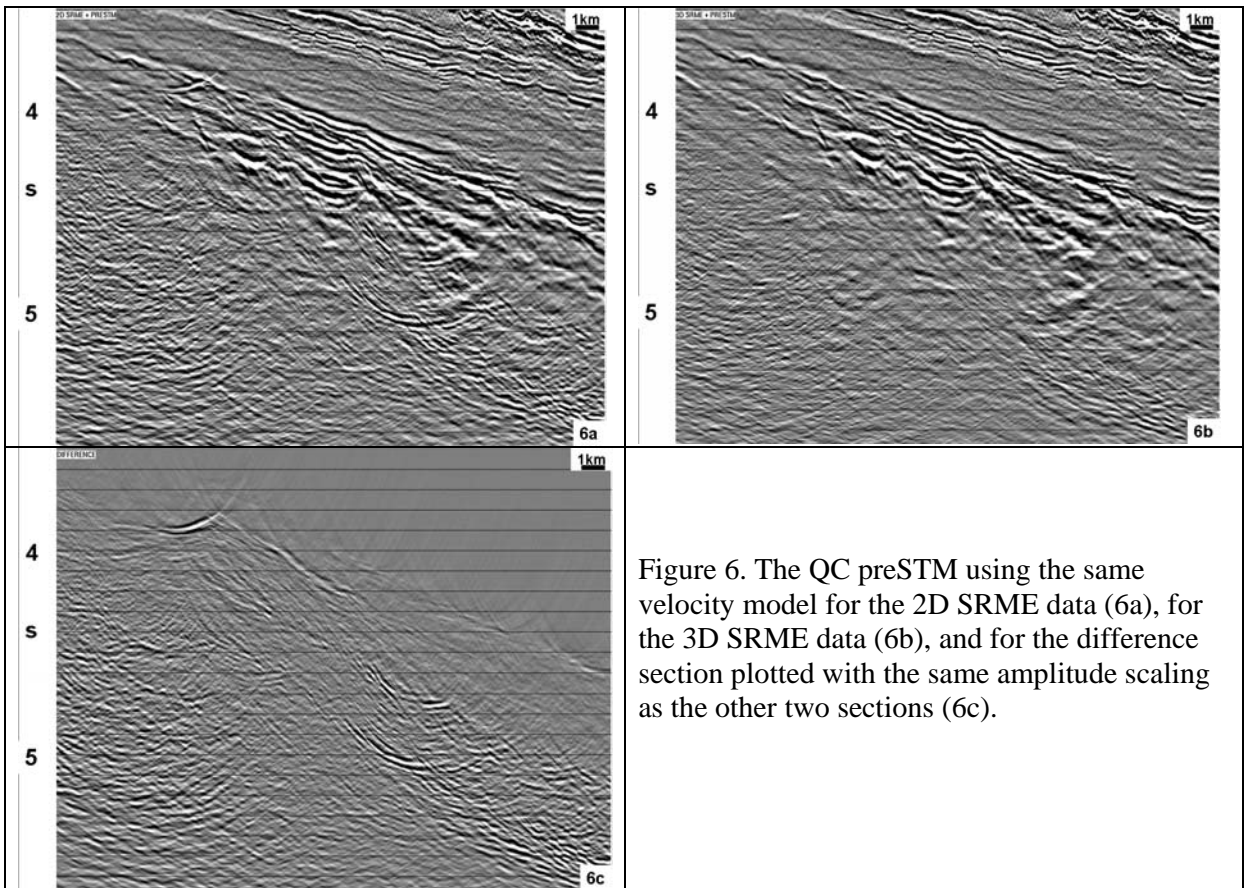 2D SRME + PRESTM
1km
4
s
5
6a
3D SRME + PRESTM
1km
4
s
5
6b
DIFFERENCE
1km
4
s
5
6c
Figure 6. The QC preSTM using the same
velocity model for the 2D SRME data (6a), for
the 3D SRME data (6b), and for the difference
section plotted with the same amplitude scaling
as the other two sections (6c).